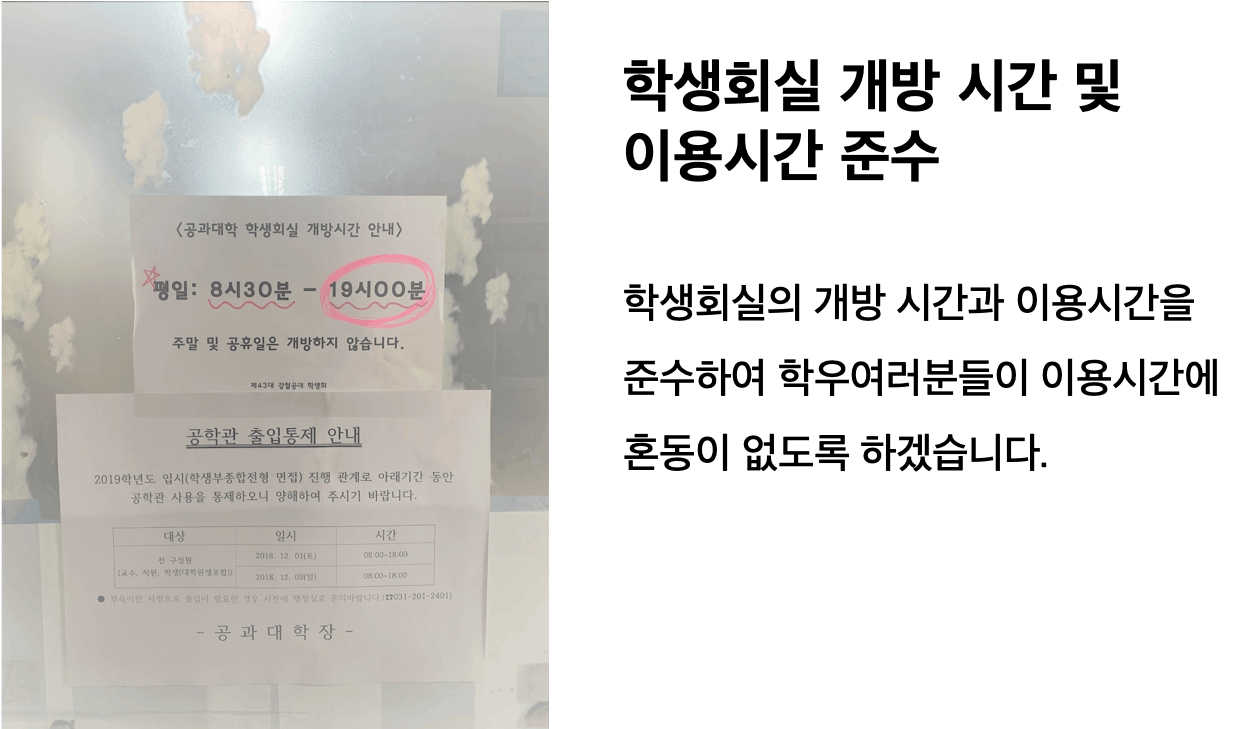 〈공과대학 학생회실 개방시간 안내〉
평일: 8시30분 - 19시00분
주말 및 공휴일은 개방하지 않습니다.
제43대 강철공대 학생회
공학관 출입통제 안내
2019학년도 입시(학생부종합전형 면접) 진행 관계로 아래기간 동안
공학관 사용을 통제하오니 양해하여 주시기 바랍니다.
대상 일시 시간
전 구성원
(교수, 직원, 학생(대학원생포함))
2018. 12. 01(토) 08:00~18:00
2018. 12. 02(일) 08:00~18:00
● 부득이한 사정으로 출입이 필요한 경우 사전에 행정실로 문의바랍니다.(☎031-201-2401)
- 공 과 대 학 장 -
학생회실 개방 시간 및
이용시간 준수
학생회실의 개방 시간과 이용시간을
준수하여 학우여러분들이 이용시간에
혼동이 없도록 하겠습니다.